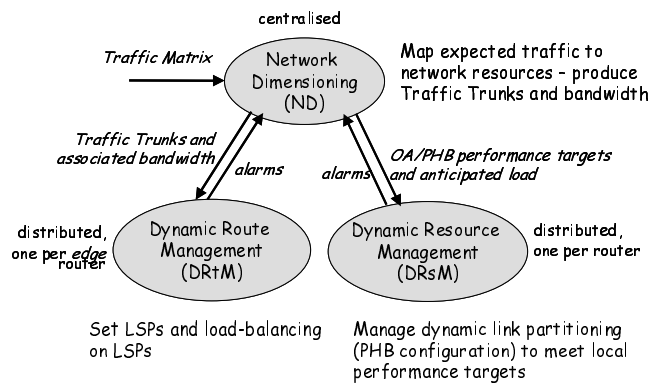 centralised
Traffic Matrix
Network
Dimensioning
(ND)
Map expected traffic to
network resources – produce
Traffic Trunks and bandwidth
Traffic Trunks and
associated bandwidth
alarms
alarms
OA/PHB performance targets
and anticipated load
distributed,
one per edge
router
Dynamic Route
Management
(DRtM)
Dynamic Resource
Management
(DRsM)
distributed,
one per router
Set LSPs and load-balancing
on LSPs
Manage dynamic link partitioning
(PHB configuration) to meet local
performance targets